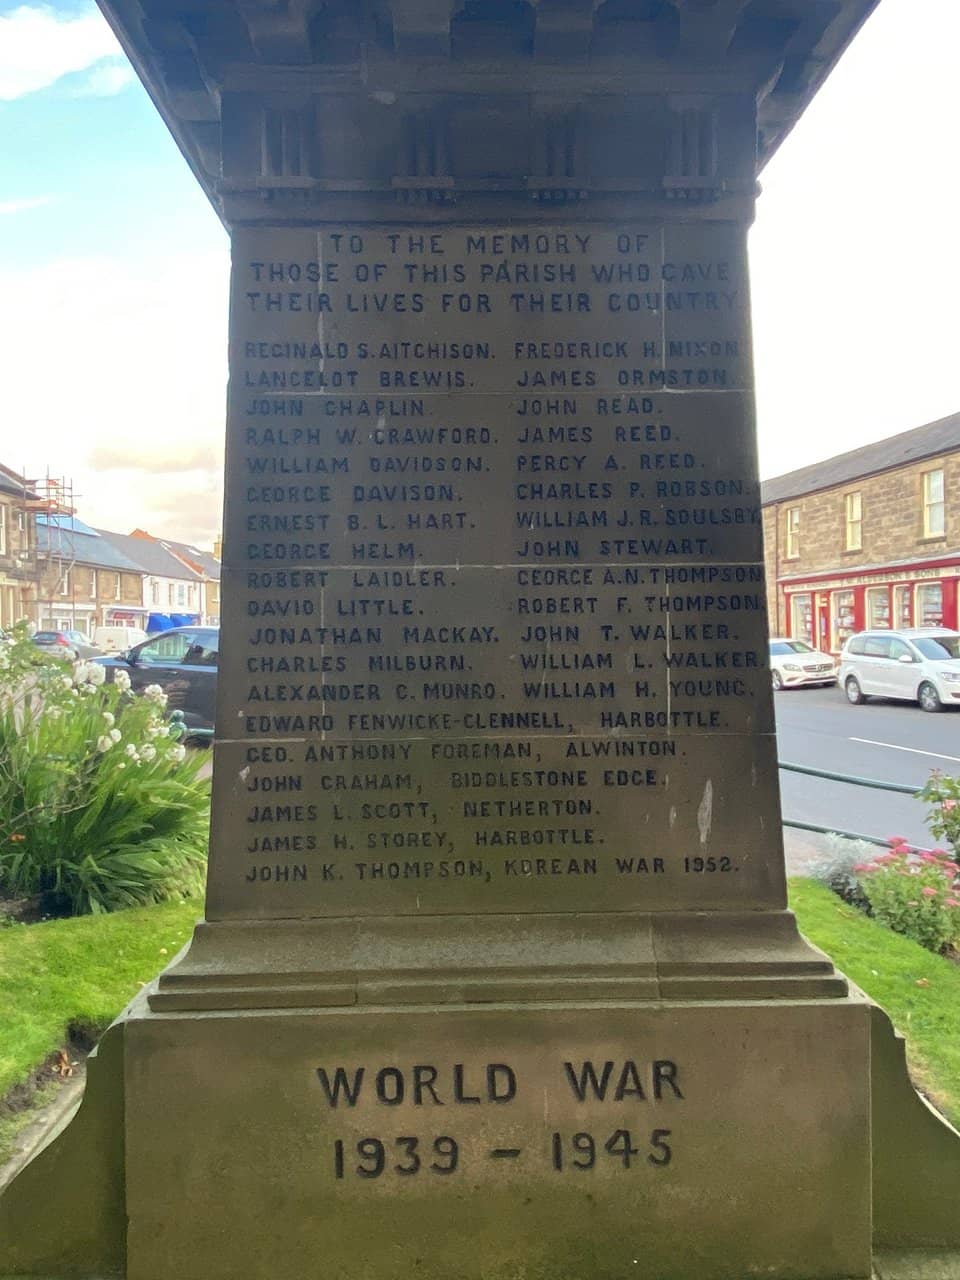 TO THE MEMORY OF
THOSE OF THIS PARISH WHO GAVE
THEIR LIVES FOR THEIR COUNTRY.
REGINALD S. AITCHISON. FREDERICK H. NIXON
LANCELOT BREWIS. JAMES ORMSTON
JOHN CHAPLIN. JOHN READ.
RALPH W. CRAWFORD. JAMES REED.
WILLIAM DAVIDSON. PERCY A. REED.
GEORGE DAVISON. CHARLES P. ROBSON.
ERNEST B. L. HART. WILLIAM J. R. SOULSBY.
GEORGE HELM. JOHN STEWART.
ROBERT LAIDLER. GEORGE A. N. THOMPSON
DAVID LITTLE. ROBERT F. THOMPSON.
JONATHAN MACKAY. JOHN T. WALKER.
CHARLES MILBURN. WILLIAM L. WALKER.
ALEXANDER C. MUNRO. WILLIAM H. YOUNG.
EDWARD FENWICKE-CLENNELL, HARBOTTLE.
GEO. ANTHONY FOREMAN, ALWINTON.
JOHN GRAHAM, BIDDLESTONE EDGE.
JAMES L. SCOTT, NETHERTON.
JAMES H. STOREY, HARBOTTLE.
JOHN K. THOMPSON, KOREAN WAR 1952.
WORLD WAR
1939 - 1945